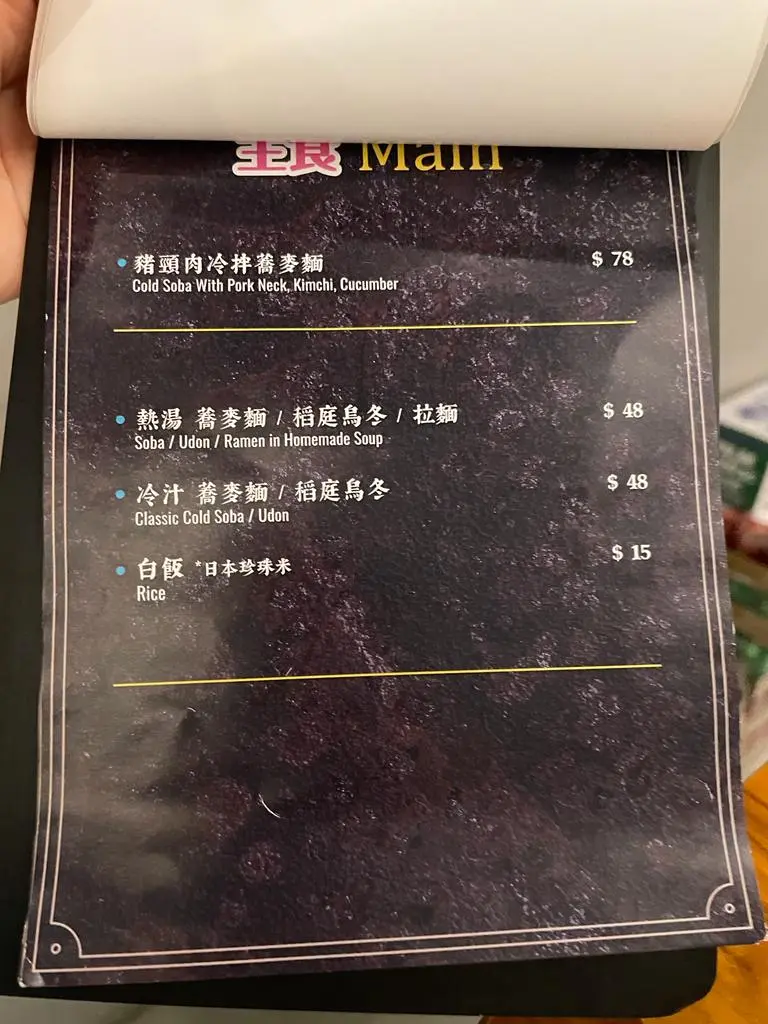 主食 Main
豬頸肉冷拌蕎麥麵 $ 78
Cold Soba With Pork Neck, Kimchi, Cucumber
熱湯 蕎麥麵 / 稻庭烏冬 / 拉麵 $ 48
Soba / Udon / Ramen in Homemade Soup
冷汁 蕎麥麵 / 稻庭烏冬 $ 48
Classic Cold Soba / Udon
白飯 *日本珍珠米 $ 15
Rice